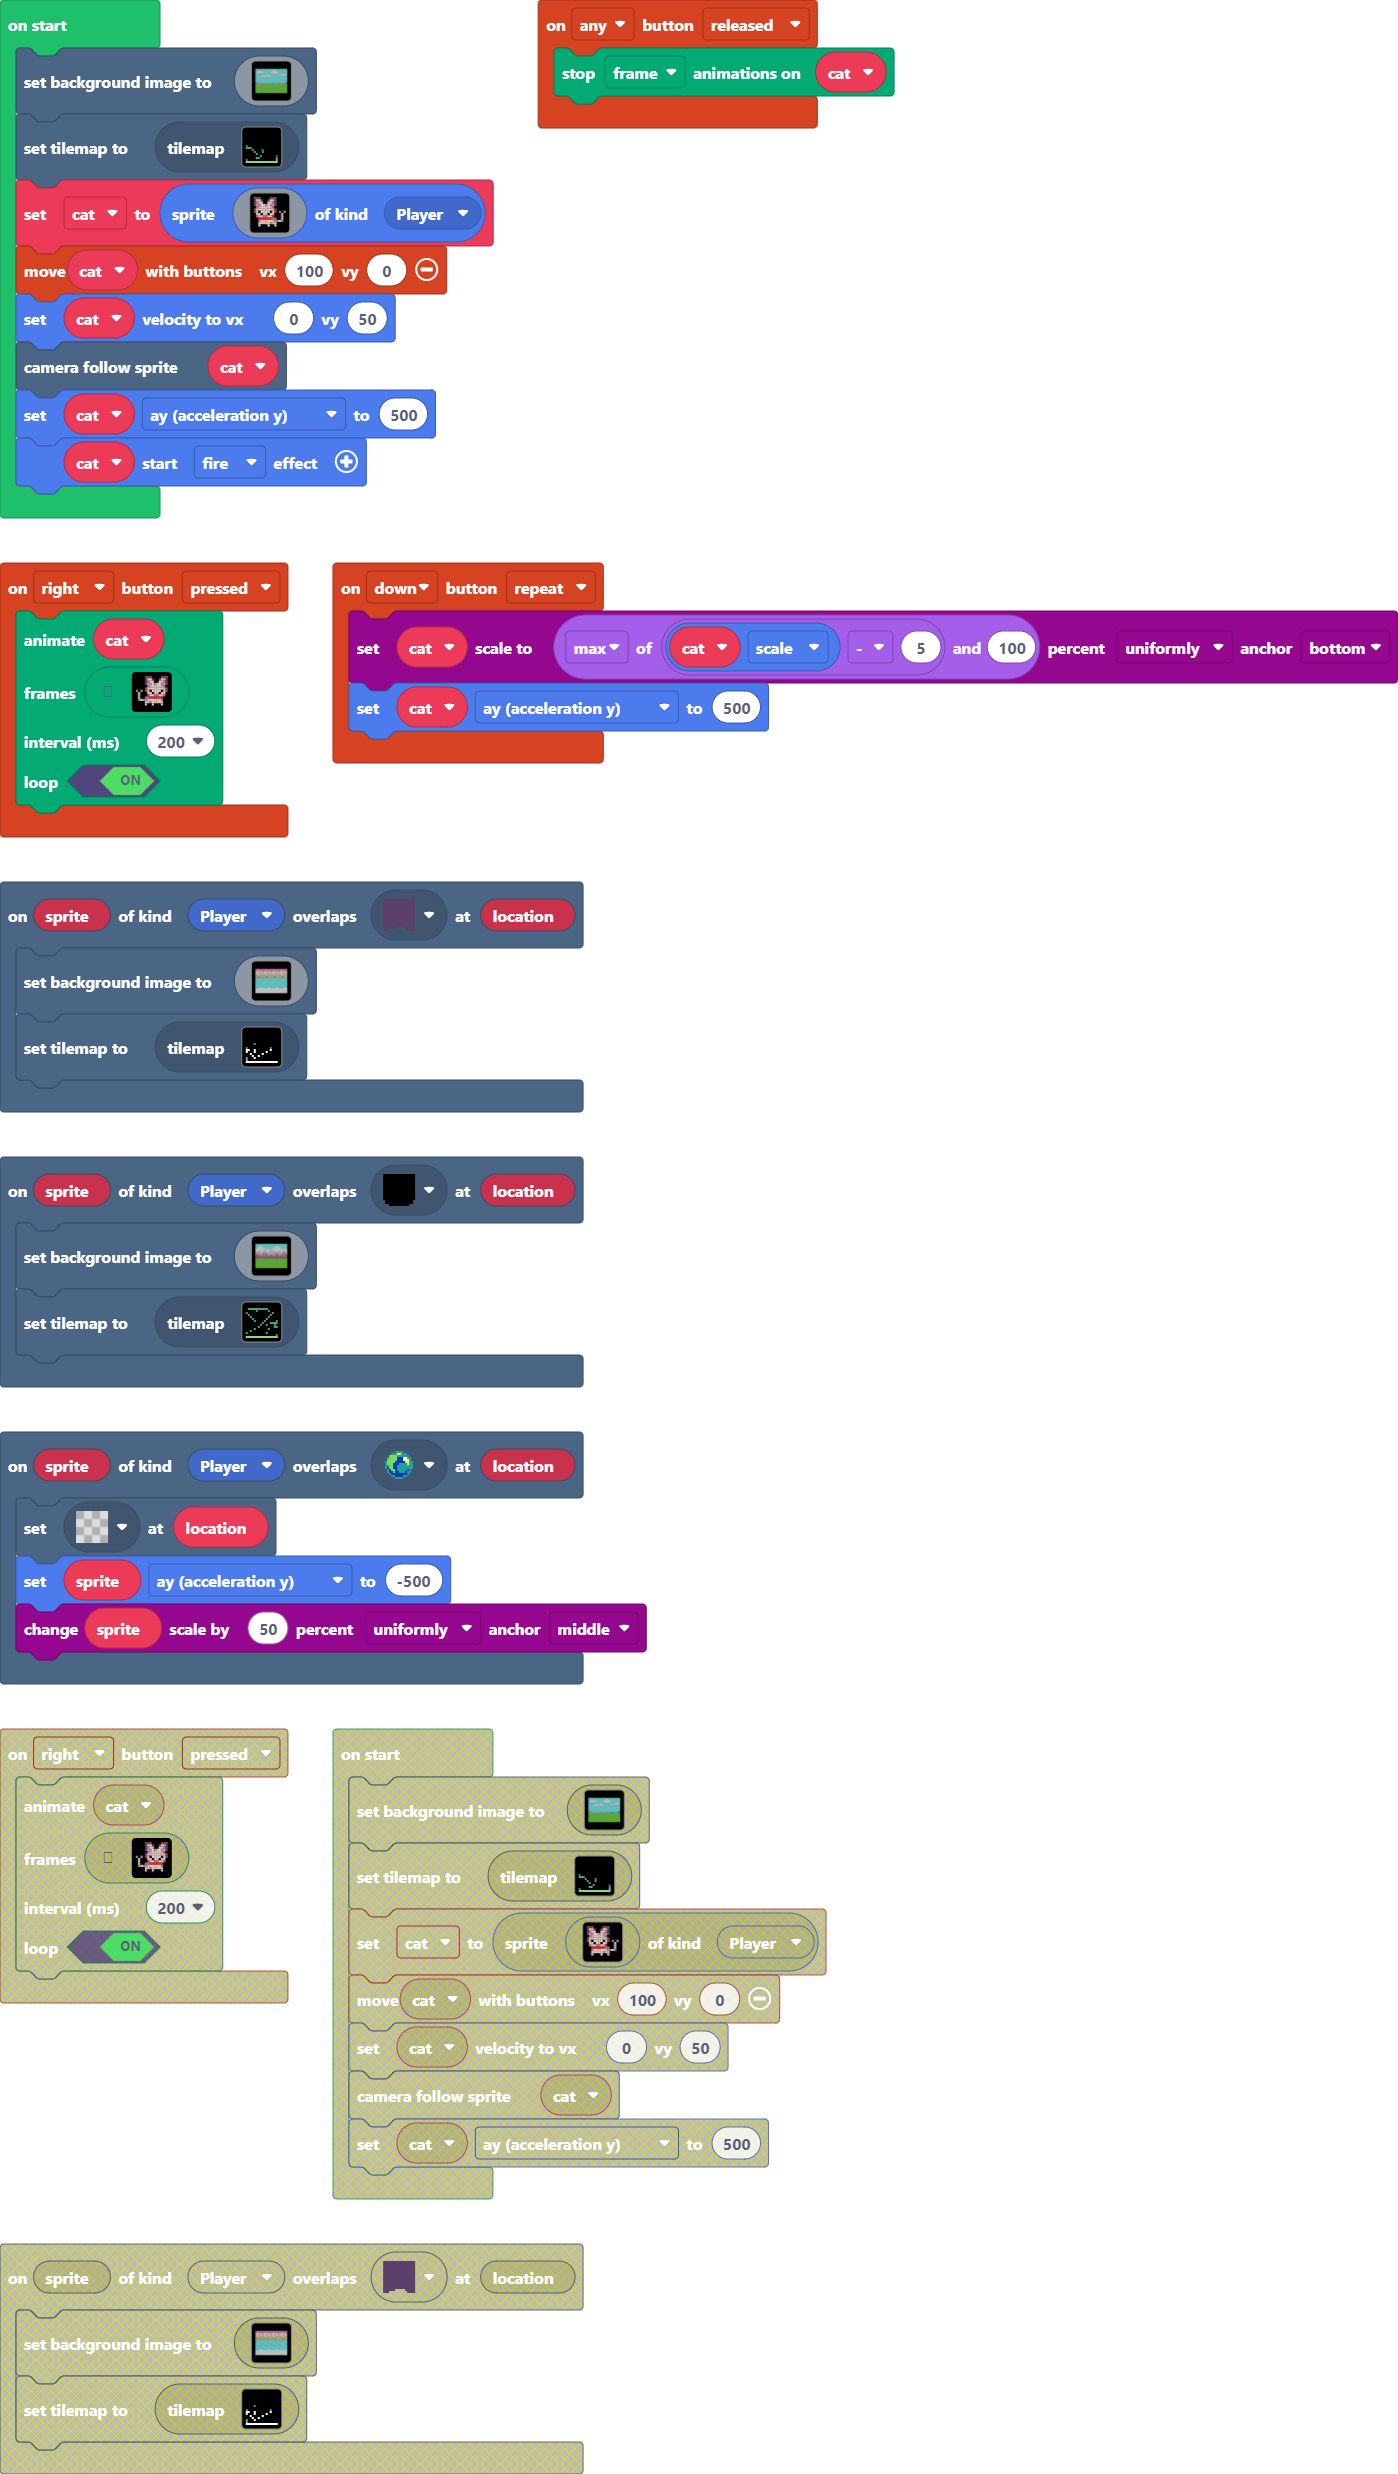 on start
set background image to
set tilemap to tilemap
set cat to sprite of kind Player
move cat with buttons vx 100 vy 0
set cat velocity to vx 0 vy 50
camera follow sprite cat
set cat ay (acceleration y) to 500
cat start fire effect
on any button released
stop frame animations on cat
on right button pressed
animate cat
frames
interval (ms) 200
loop ON
on down button repeat
set cat scale to max of cat scale - 5 and 100 percent uniformly anchor bottom
set cat ay (acceleration y) to 500
on sprite of kind Player overlaps at location
set background image to
set tilemap to tilemap
on sprite of kind Player overlaps at location
set background image to
set tilemap to tilemap
on sprite of kind Player overlaps at location
set at location
set sprite ay (acceleration y) to -500
change sprite scale by 50 percent uniformly anchor middle
on right button pressed
animate cat
frames
interval (ms) 200
loop ON
on start
set background image to
set tilemap to tilemap
set cat to sprite of kind Player
move cat with buttons vx 100 vy 0
set cat velocity to vx 0 vy 50
camera follow sprite cat
set cat ay (acceleration y) to 500
on sprite of kind Player overlaps at location
set background image to
set tilemap to tilemap